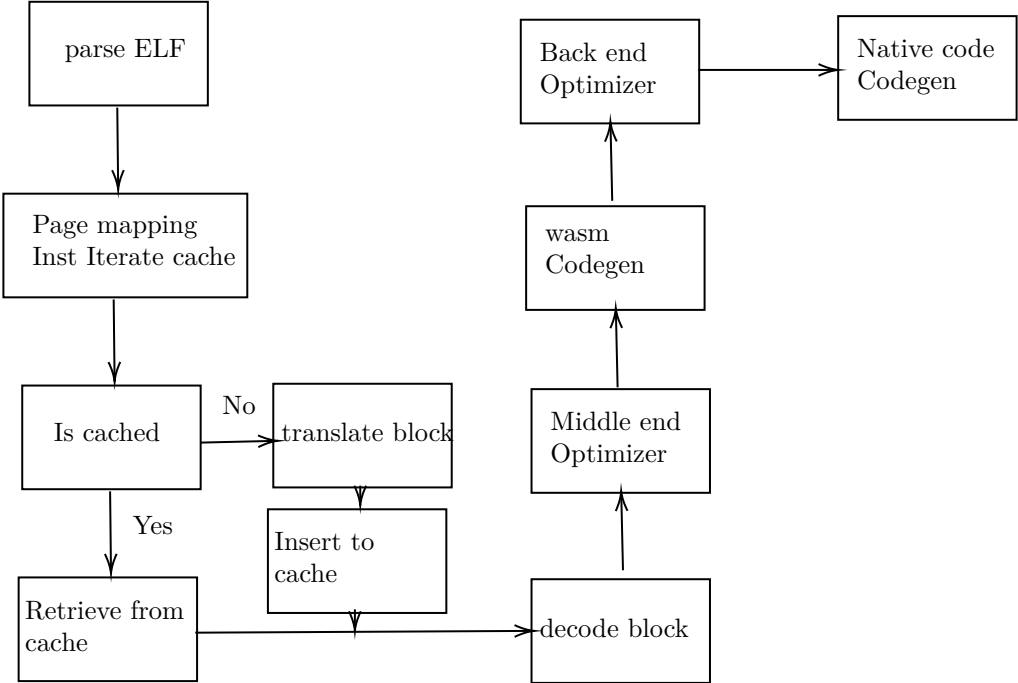 parse ELF
Page mapping
Inst Iterate cache
Is cached
No
translate block
Yes
Insert to
cache
Retrieve from
cache
decode block
Middle end
Optimizer
wasm
Codegen
Back end
Optimizer
Native code
Codegen